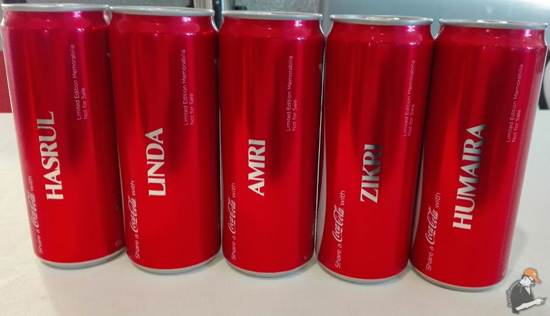 Share a Coca-Cola with
HASRUL
Limited Edition Memorabilia
Not for Sale
Share a Coca-Cola with
LINDA
Limited Edition Memorabilia
Not for Sale
Share a Coca-Cola with
AMRI
Limited Edition Memorabilia
Not for Sale
Share a Coca-Cola with
ZIKRI
Limited Edition Memorabilia
Not for Sale
Share a Coca-Cola with
HUMAIRA
Limited Edition Memorabilia
Not for Sale